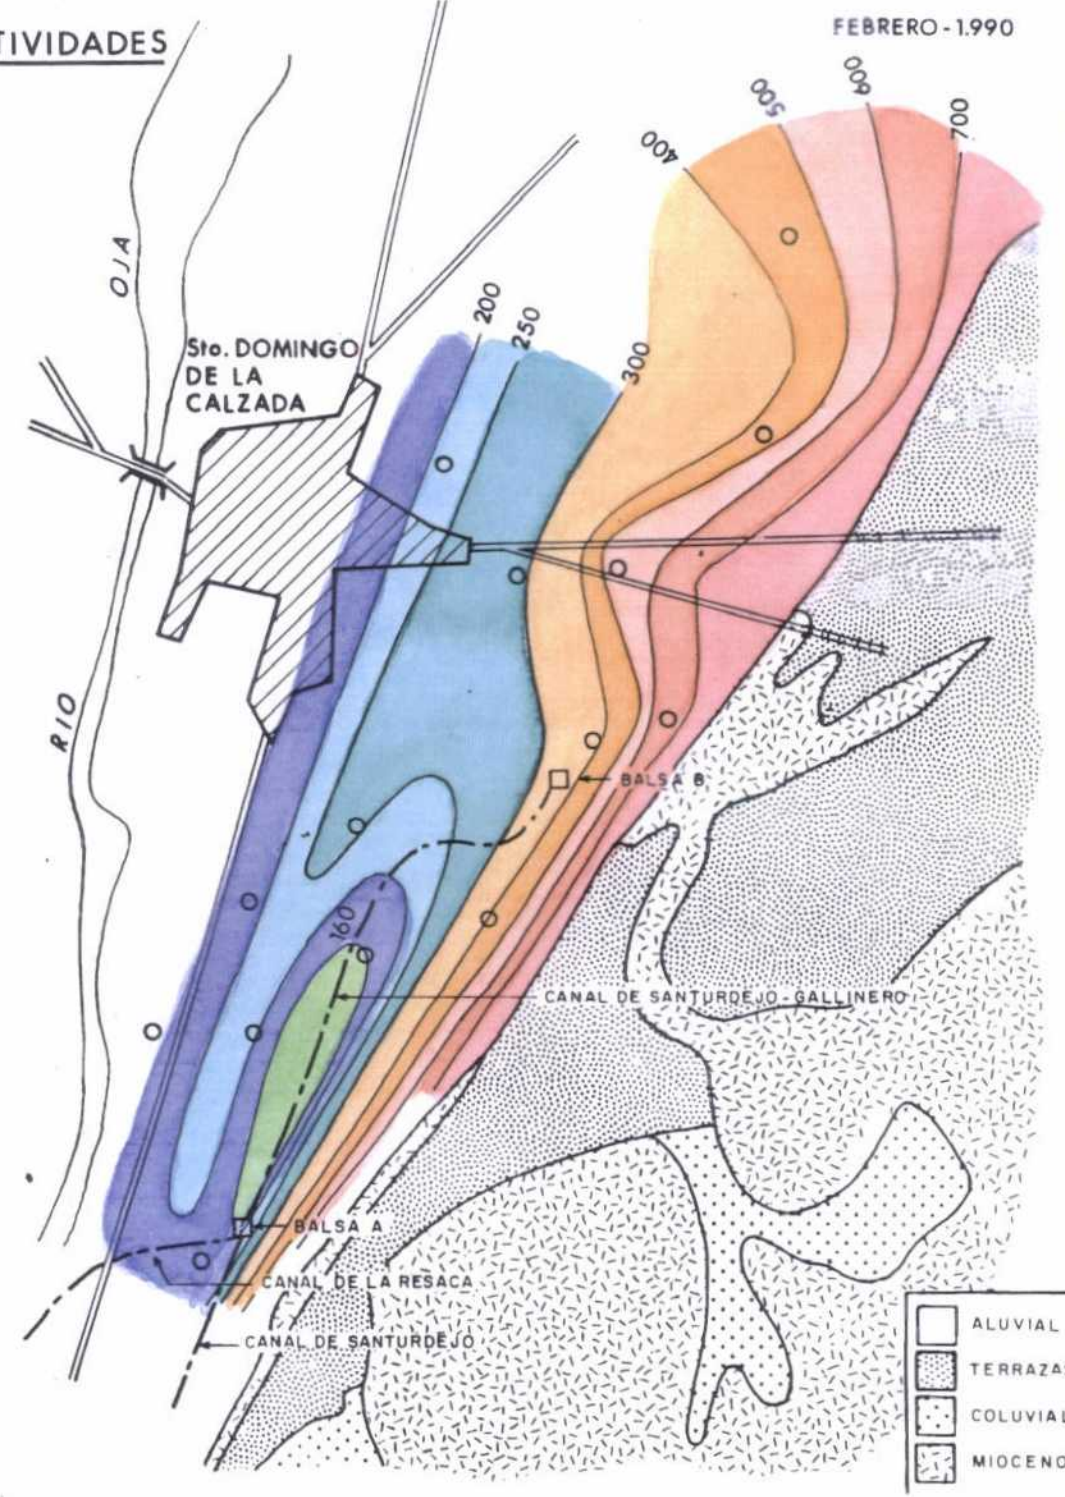 TIVIDADES
FEBRERO - 1.990
600
500
700
400
OJA
200
250
Sto. DOMINGO
DE LA
CALZADA
300
RIO
BALSA B
160
CANAL DE SANTURDEJO - GALLINERO
BALSA A
CANAL DE LA RESACA
CANAL DE SANTURDEJO
ALUVIAL
TERRAZA
COLUVIAL
MIOCENO